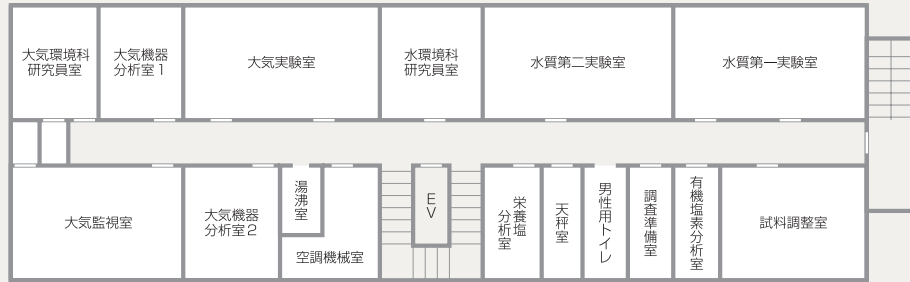 大気環境科
研究員室
大気機器
分析室1
大気実験室
水環境科
研究員室
水質第二実験室
水質第一実験室
大気監視室
大気機器
分析室2
湯沸室
空調機械室
EV
栄養塩
分析室
天秤室
男性用トイレ
調査準備室
有機塩素分析室
試料調整室